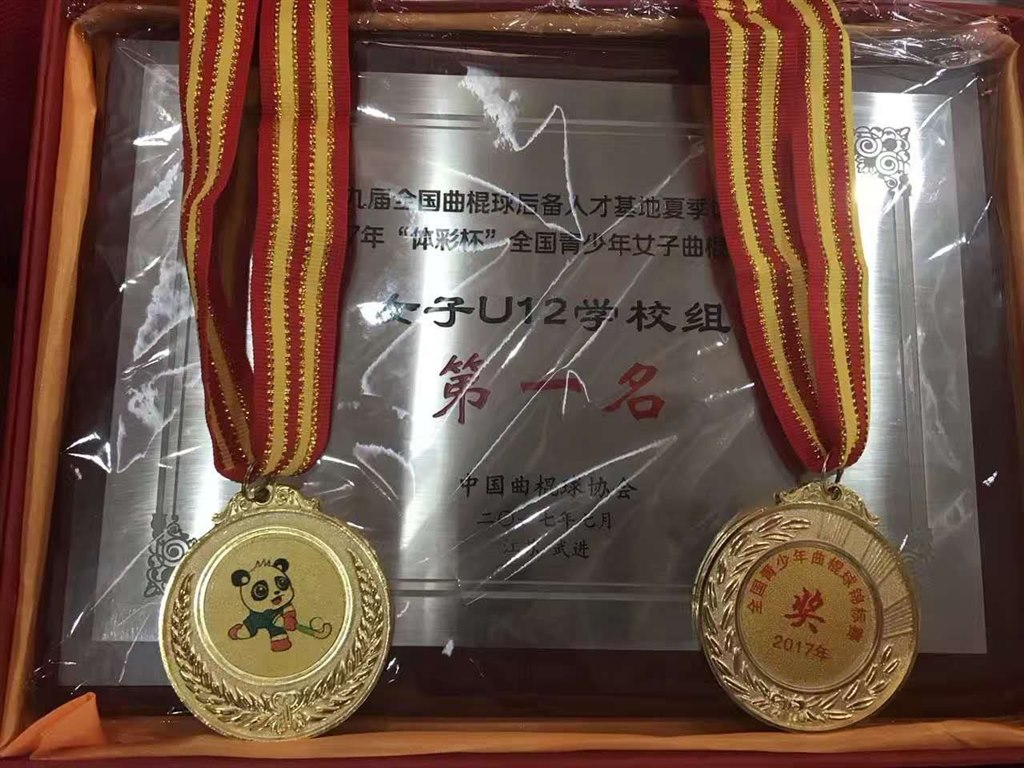 九届全国曲棍球后备人才基地夏季
7年“体彩杯”全国青少年女子曲棍
女子U12学校组
第一名
中国曲棍球协会
二〇一七年七月
江苏武进
全国青少年曲棍球锦标赛
奖
2017年